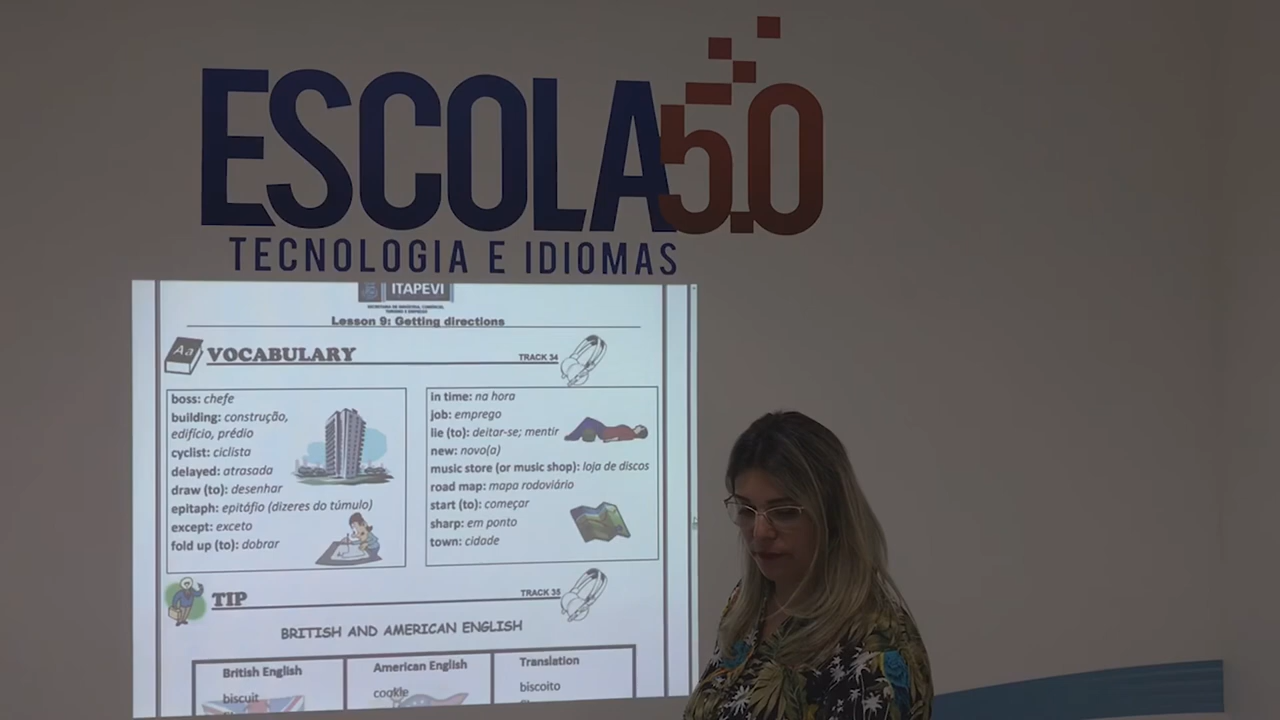 ESCOLA 5.0
TECNOLOGIA E IDIOMAS
ITAPEVI
Lesson 9: Getting directions
Aa
VOCABULARY
TRACK 34
boss: chefe
building: construção,
edifício, prédio
cyclist: ciclista
delayed: atrasada
draw (to): desenhar
epitaph: epitáfio (dizeres do túmulo)
except: exceto
fold up (to): dobrar
in time: na hora
job: emprego
lie (to): deitar-se; mentir
new: novo(a)
music store (or music shop): loja de discos
road map: mapa rodoviário
start (to): começar
sharp: em ponto
town: cidade
TIP
TRACK 35
BRITISH AND AMERICAN ENGLISH
British English
American English
Translation
biscuit
cookie
biscoito